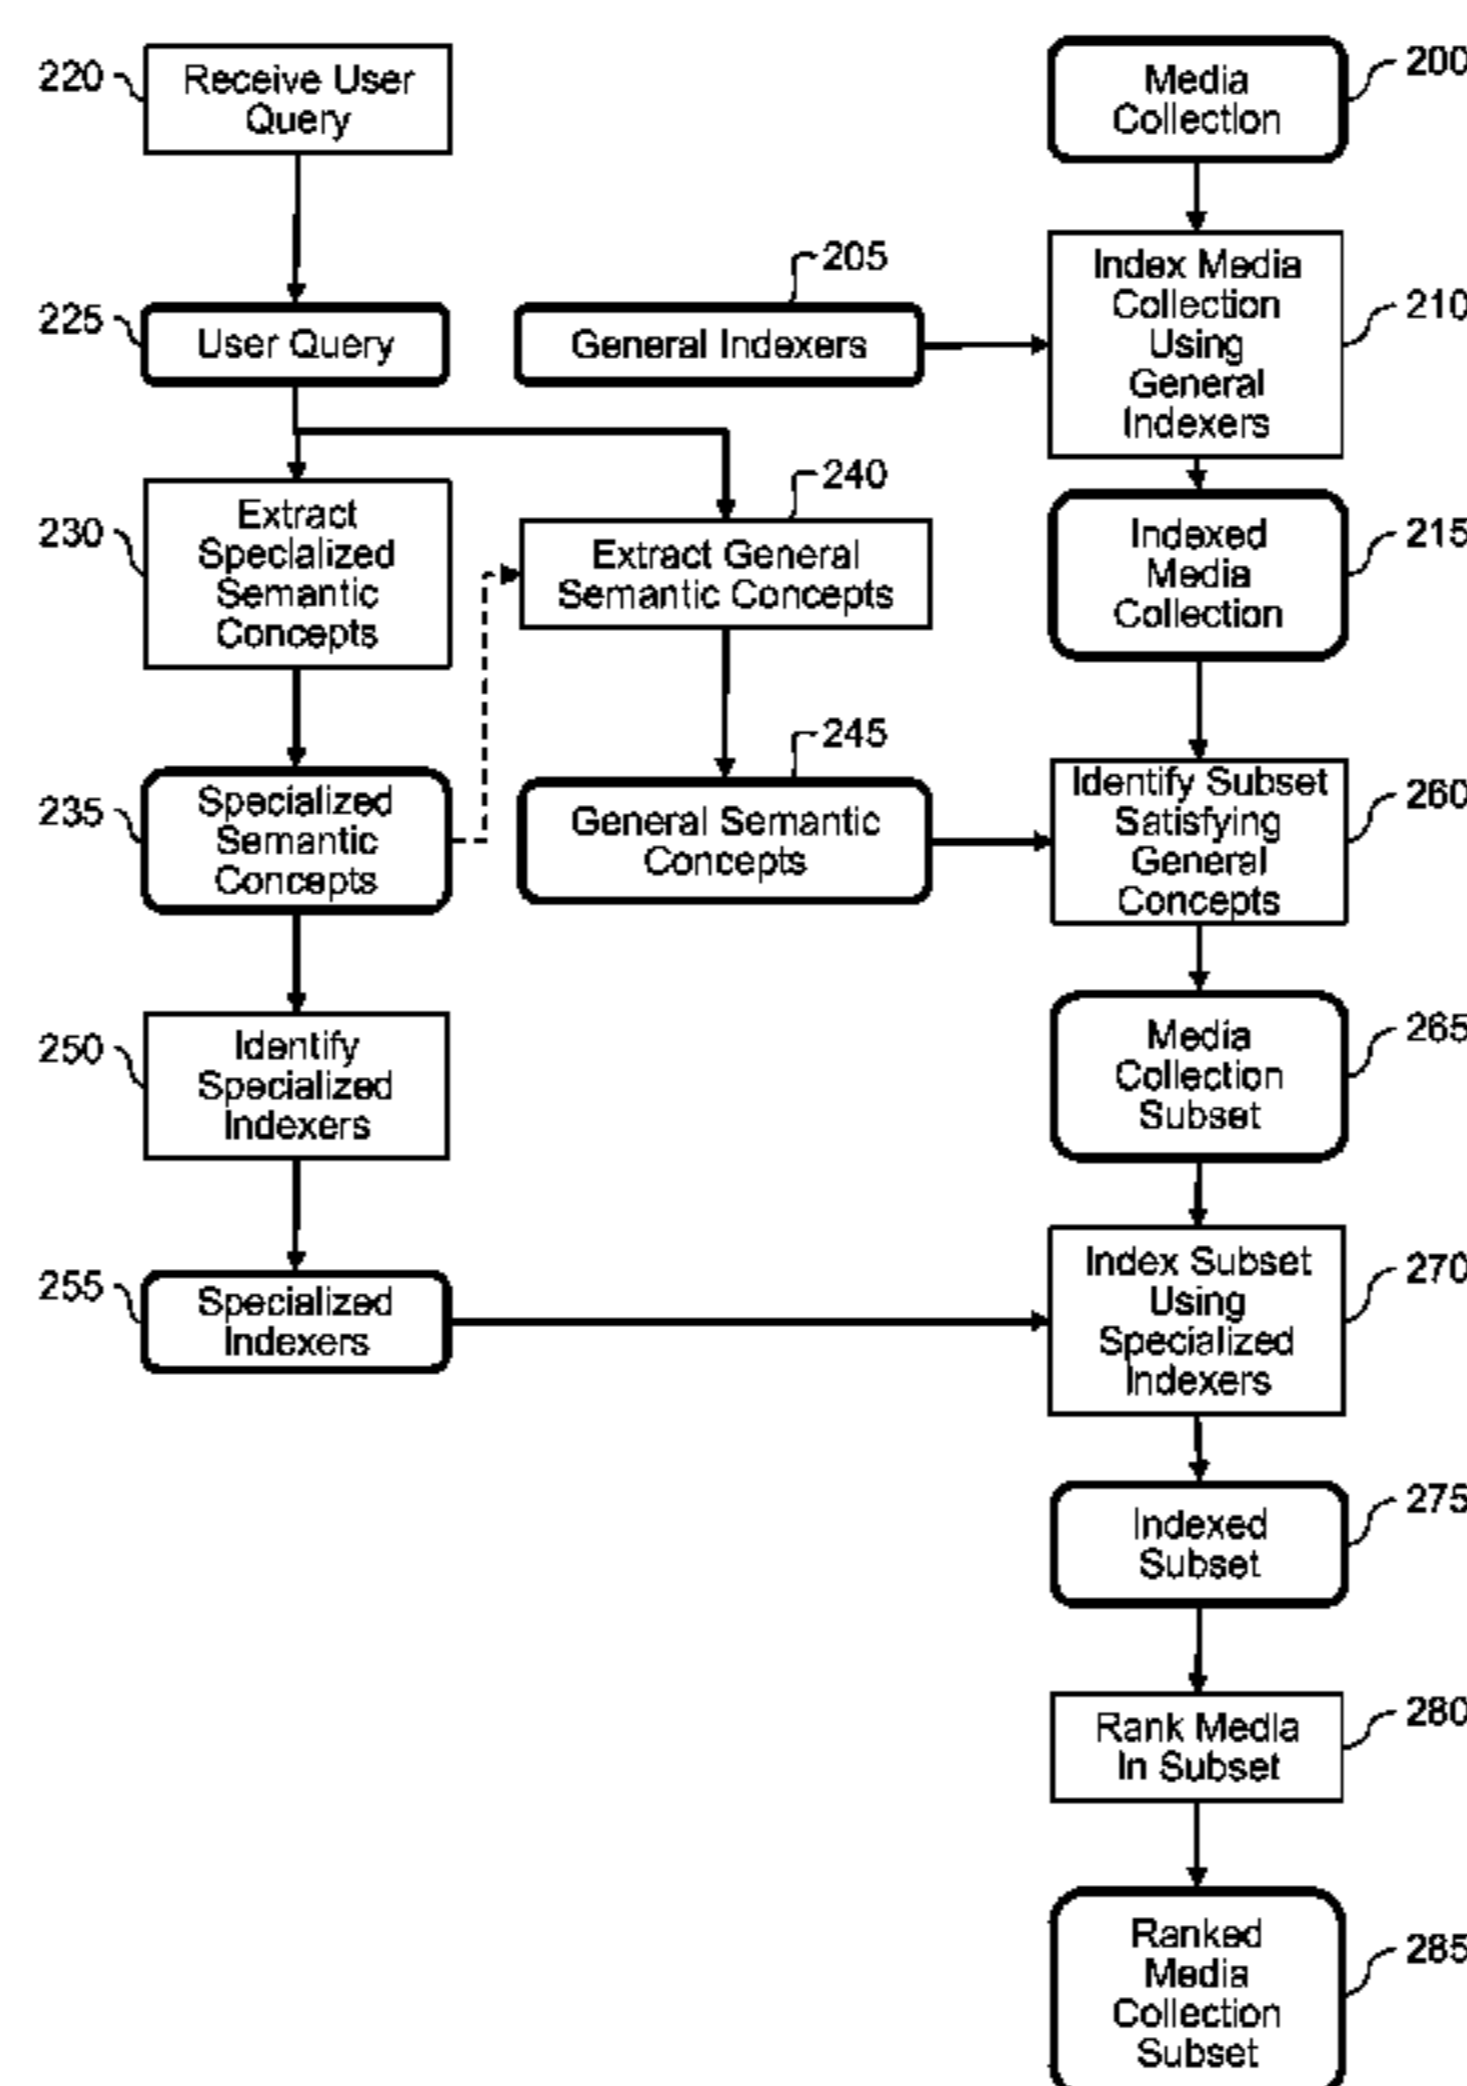 220
Receive User
Query
Media
Collection
200
205
225
User Query
General Indexers
Index Media
Collection
Using
General
Indexers
210
230
Extract
Specialized
Semantic
Concepts
240
Extract General
Semantic Concepts
Indexed
Media
Collection
215
235
Specialized
Semantic
Concepts
245
General Semantic
Concepts
Identify Subset
Satisfying
General
Concepts
260
250
Identify
Specialized
Indexers
Media
Collection
Subset
265
255
Specialized
Indexers
Index Subset
Using
Specialized
Indexers
270
Indexed
Subset
275
Rank Media
In Subset
280
Ranked
Media
Collection
Subset
285